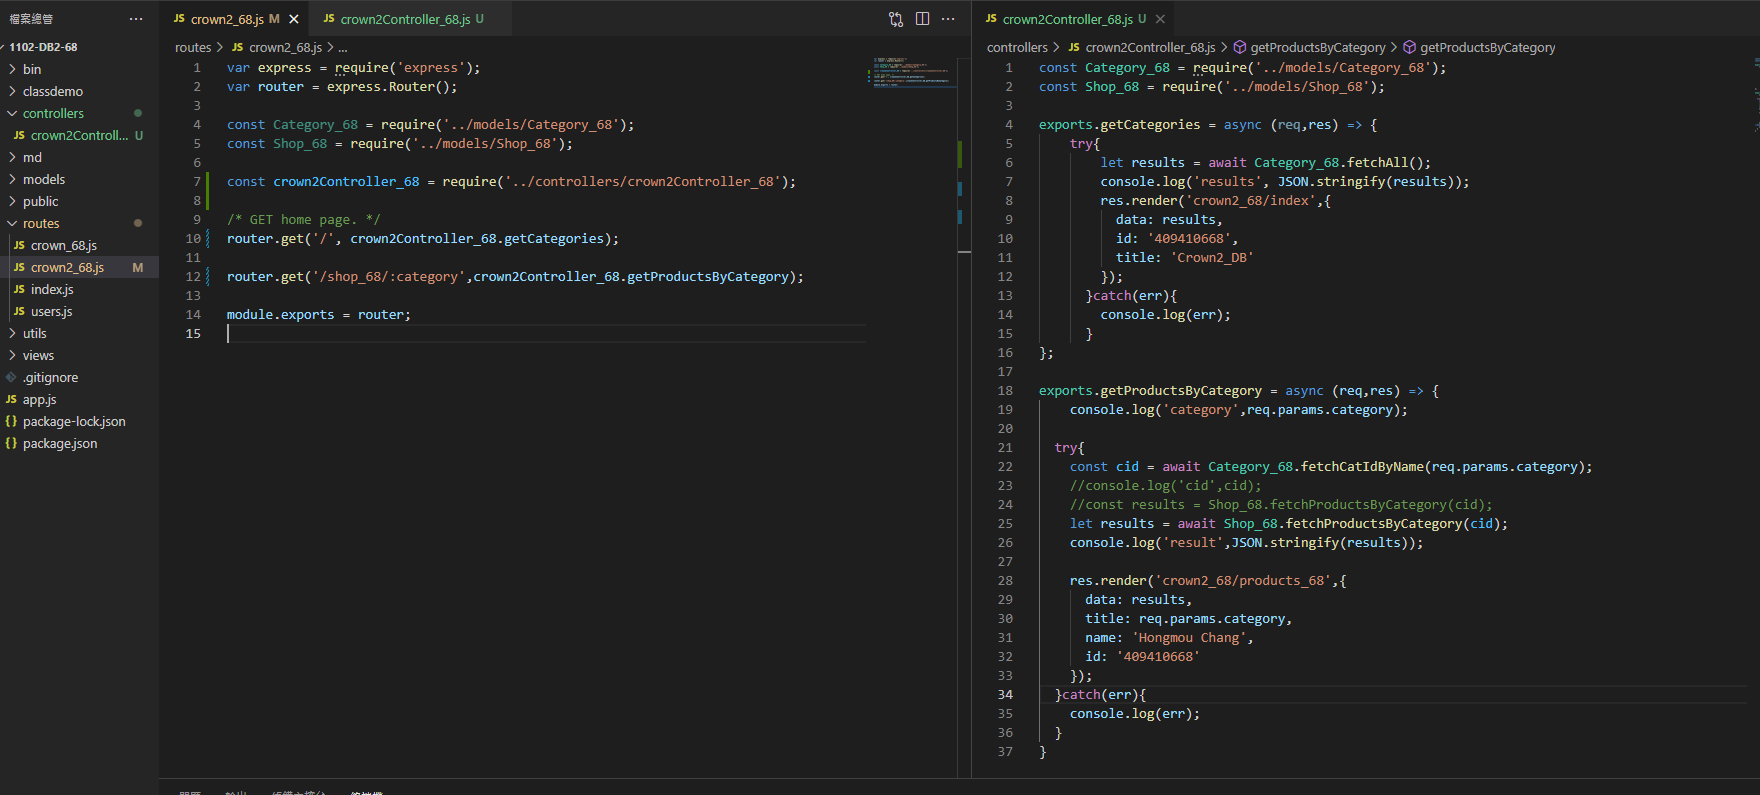 檔案總管 ···
1102-DB2-68
bin
classdemo
controllers
JS crown2Controll... U
md
models
public
routes
JS crown_68.js
JS crown2_68.js M
JS index.js
JS users.js
utils
views
.gitignore
JS app.js
{} package-lock.json
{} package.json
JS crown2_68.js M ×
JS crown2Controller_68.js U
routes > JS crown2_68.js > ...
1 var express = require('express');
2 var router = express.Router();
3
4 const Category_68 = require('../models/Category_68');
5 const Shop_68 = require('../models/Shop_68');
6
7 const crown2Controller_68 = require('../controllers/crown2Controller_68');
8
9 /* GET home page. */
10 router.get('/', crown2Controller_68.getCategories);
11
12 router.get('/shop_68/:category',crown2Controller_68.getProductsByCategory);
13
14 module.exports = router;
15
JS crown2Controller_68.js U ×
controllers > JS crown2Controller_68.js > getProductsByCategory > getProductsByCategory
1 const Category_68 = require('../models/Category_68');
2 const Shop_68 = require('../models/Shop_68');
3
4 exports.getCategories = async (req,res) => {
5 try{
6 let results = await Category_68.fetchAll();
7 console.log('results', JSON.stringify(results));
8 res.render('crown2_68/index',{
9 data: results,
10 id: '409410668',
11 title: 'Crown2_DB'
12 });
13 }catch(err){
14 console.log(err);
15 }
16 };
17
18 exports.getProductsByCategory = async (req,res) => {
19 console.log('category',req.params.category);
20
21 try{
22 const cid = await Category_68.fetchCatIdByName(req.params.category);
23 //console.log('cid',cid);
24 //const results = Shop_68.fetchProductsByCategory(cid);
25 let results = await Shop_68.fetchProductsByCategory(cid);
26 console.log('result',JSON.stringify(results));
27
28 res.render('crown2_68/products_68',{
29 data: results,
30 title: req.params.category,
31 name: 'Hongmou Chang',
32 id: '409410668'
33 });
34 }catch(err){
35 console.log(err);
36 }
37 }